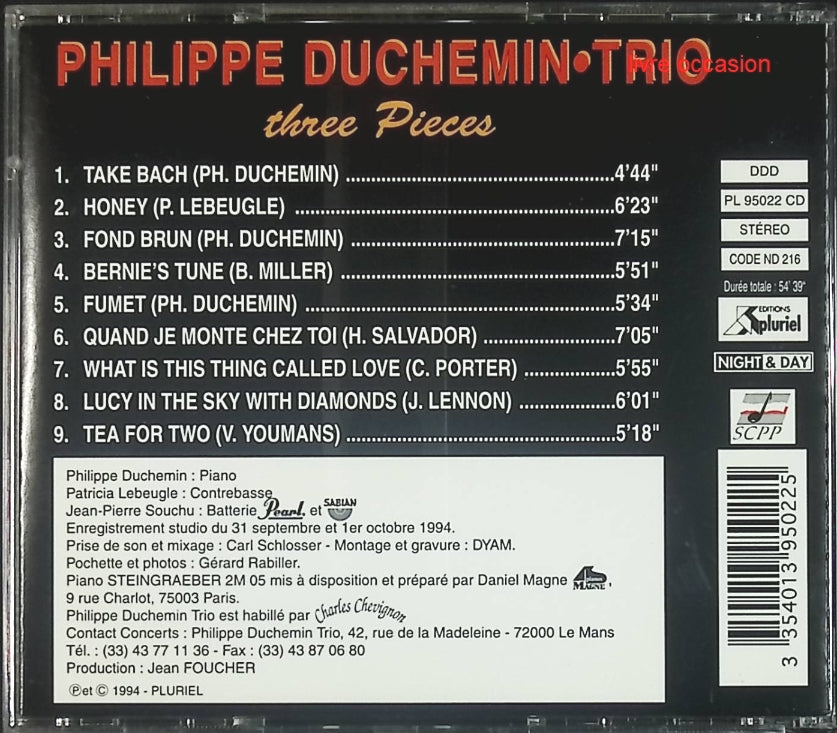 PHILIPPE DUCHEMIN•TRIO
livre occasion
three Pieces
1. TAKE BACH (PH. DUCHEMIN) ..........4'44"
2. HONEY (P. LEBEUGLE) ..........6'23"
3. FOND BRUN (PH. DUCHEMIN) ..........7'15"
4. BERNIE'S TUNE (B. MILLER) ..........5'51"
5. FUMET (PH. DUCHEMIN) ..........5'34"
6. QUAND JE MONTE CHEZ TOI (H. SALVADOR) ..........7'05"
7. WHAT IS THIS THING CALLED LOVE (C. PORTER) ..........5'55"
8. LUCY IN THE SKY WITH DIAMONDS (J. LENNON) ..........6'01"
9. TEA FOR TWO (V. YOUMANS) ..........5'18"
DDD
PL 95022 CD
STÉREO
CODE ND 216
Durée totale : 54' 39"
EDITIONS
pluriel
NIGHT & DAY
SCPP
Philippe Duchemin : Piano
Patricia Lebeugle : Contrebasse
Jean-Pierre Souchu : Batterie Pearl. et SABIAN
Enregistrement studio du 31 septembre et 1er octobre 1994.
Prise de son et mixage : Carl Schlosser - Montage et gravure : DYAM.
Pochette et photos : Gérard Rabiller.
Piano STEINGRAEBER 2M 05 mis à disposition et préparé par Daniel Magne pianos MAGNE,
9 rue Charlot, 75003 Paris.
Philippe Duchemin Trio est habillé par Charles Chevignon
Contact Concerts : Philippe Duchemin Trio, 42, rue de la Madeleine - 72000 Le Mans
Tél. : (33) 43 77 11 36 - Fax : (33) 43 87 06 80
Production : Jean FOUCHER
℗ et © 1994 - PLURIEL
3 354013 950225